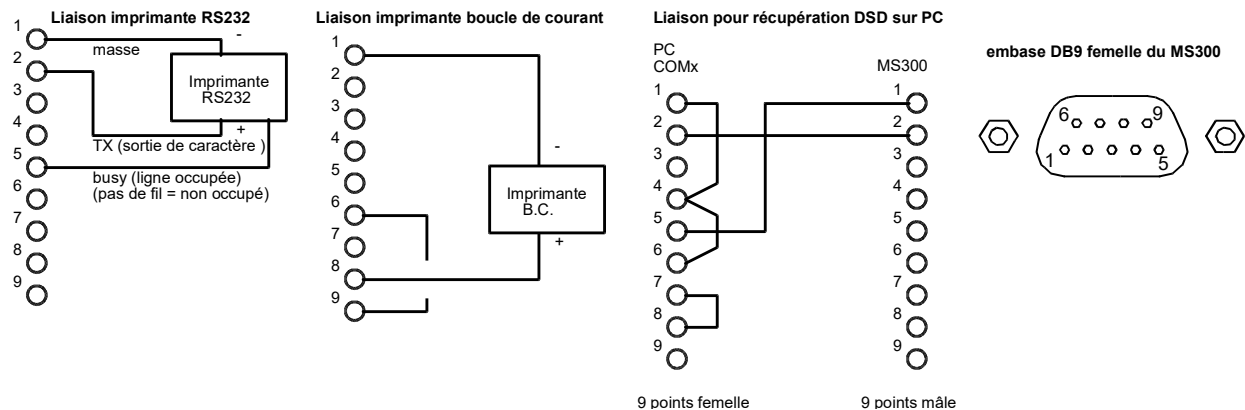 Liaison imprimante RS232
1
2
3
4
5
6
7
8
9
masse
-
Imprimante
RS232
+
TX (sortie de caractère )
busy (ligne occupée)
(pas de fil = non occupé)
Liaison imprimante boucle de courant
1
2
3
4
5
6
7
8
9
-
Imprimante
B.C.
+
Liaison pour récupération DSD sur PC
PC
COMx
1
2
3
4
5
6
7
8
9
9 points femelle
MS300
1
2
3
4
5
6
7
8
9
9 points mâle
embase DB9 femelle du MS300
6 9
1 5